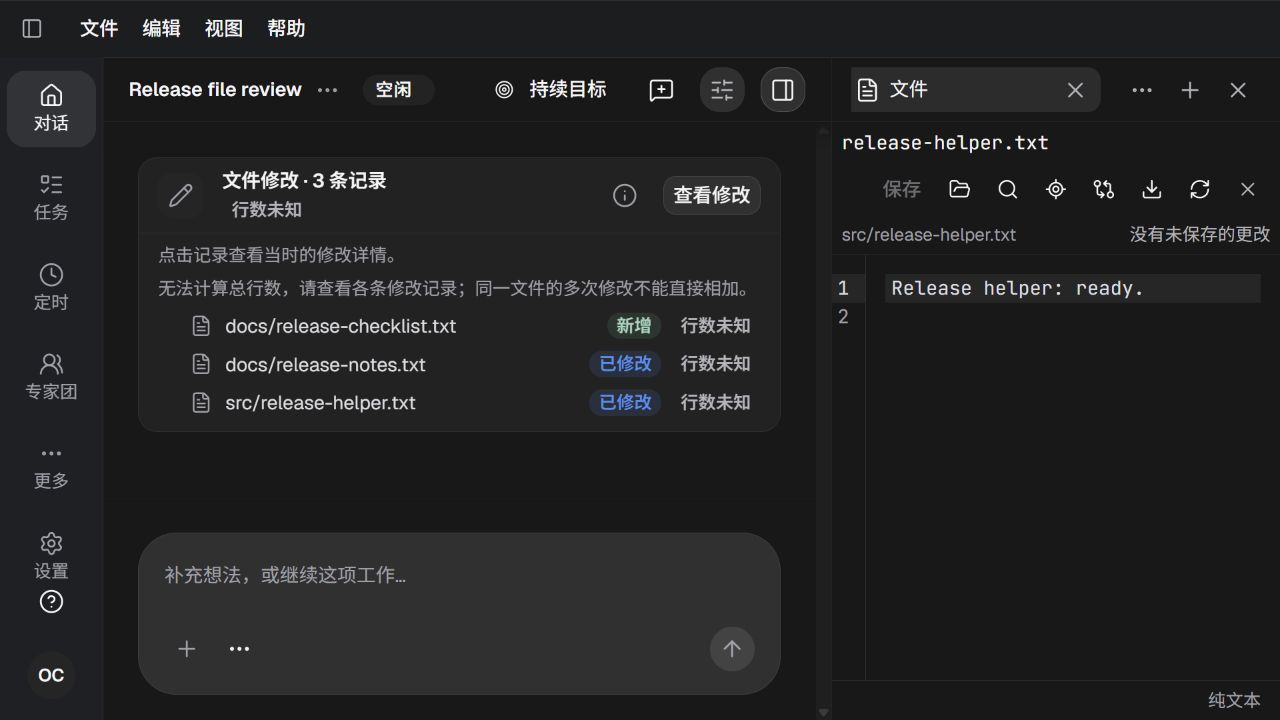 文件 编辑 视图 帮助
对话
任务
定时
专家团
更多
设置
OC
Release file review ··· 空闲 持续目标
文件修改 · 3 条记录
行数未知
查看修改
点击记录查看当时的修改详情。
无法计算总行数，请查看各条修改记录；同一文件的多次修改不能直接相加。
docs/release-checklist.txt 新增 行数未知
docs/release-notes.txt 已修改 行数未知
src/release-helper.txt 已修改 行数未知
补充想法，或继续这项工作…
文件
release-helper.txt
保存
src/release-helper.txt 没有未保存的更改
1 Release helper: ready.
2
纯文本